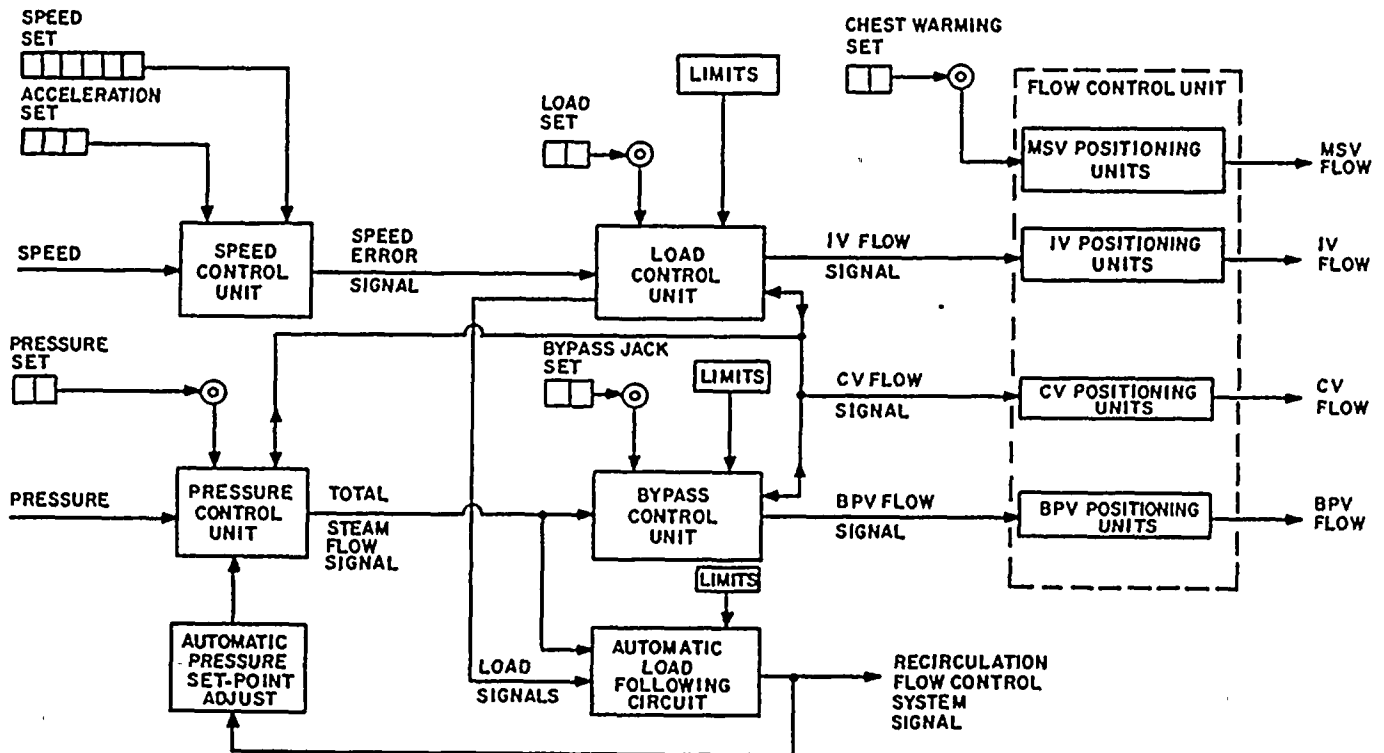 SPEED
SET
ACCELERATION
SET
SPEED
SPEED
CONTROL
UNIT
SPEED
ERROR
SIGNAL
LOAD
SET
LIMITS
LOAD
CONTROL
UNIT
IV FLOW
SIGNAL
CHEST WARMING
SET
FLOW CONTROL UNIT
MSV POSITIONING
UNITS
MSV
FLOW
IV POSITIONING
UNITS
IV
FLOW
PRESSURE
SET
BYPASS JACK
SET
LIMITS
CV FLOW
SIGNAL
CV POSITIONING
UNITS
CV
FLOW
PRESSURE
PRESSURE
CONTROL
UNIT
TOTAL
STEAM
FLOW
SIGNAL
BYPASS
CONTROL
UNIT
BPV FLOW
SIGNAL
BPV POSITIONING
UNITS
BPV
FLOW
LIMITS
AUTOMATIC
PRESSURE
SET-POINT
ADJUST
LOAD
SIGNALS
AUTOMATIC
LOAD
FOLLOWING
CIRCUIT
RECIRCULATION
FLOW CONTROL
SYSTEM
SIGNAL